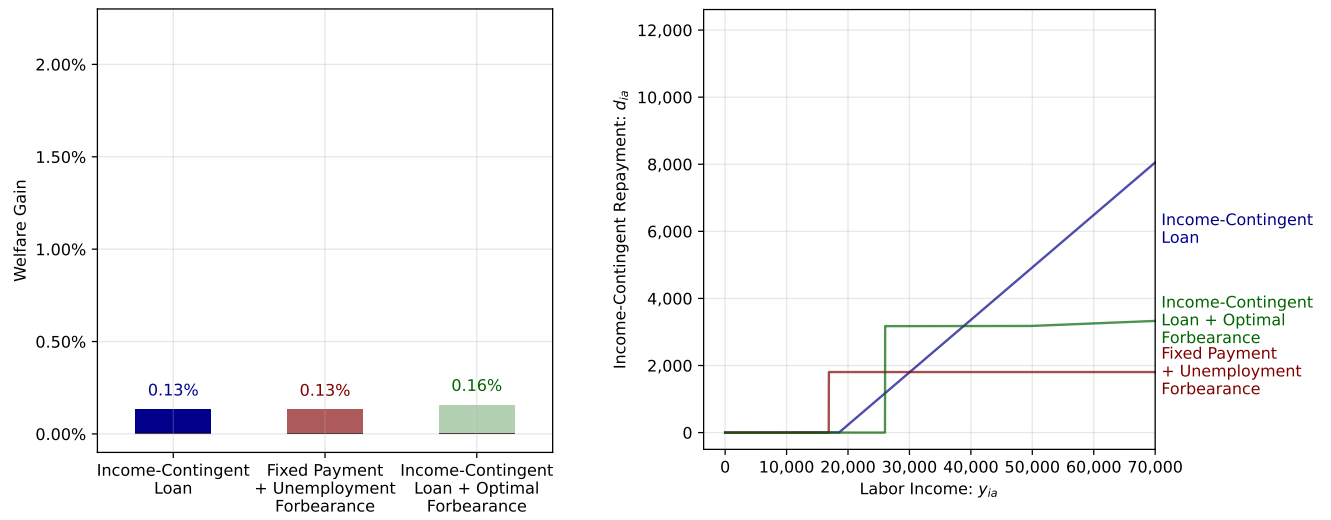 2.00%
1.50%
1.00%
0.50%
0.00%
Welfare Gain
0.13%
0.13%
0.16%
Income-Contingent
Loan
Fixed Payment
+ Unemployment
Forbearance
Income-Contingent
Loan + Optimal
Forbearance
12,000
10,000
8,000
6,000
4,000
2,000
0
Income-Contingent Repayment: dia
0
10,000
20,000
30,000
40,000
50,000
60,000
70,000
Labor Income: yia
Income-Contingent
Loan
Income-Contingent
Loan + Optimal
Forbearance
Fixed Payment
+ Unemployment
Forbearance